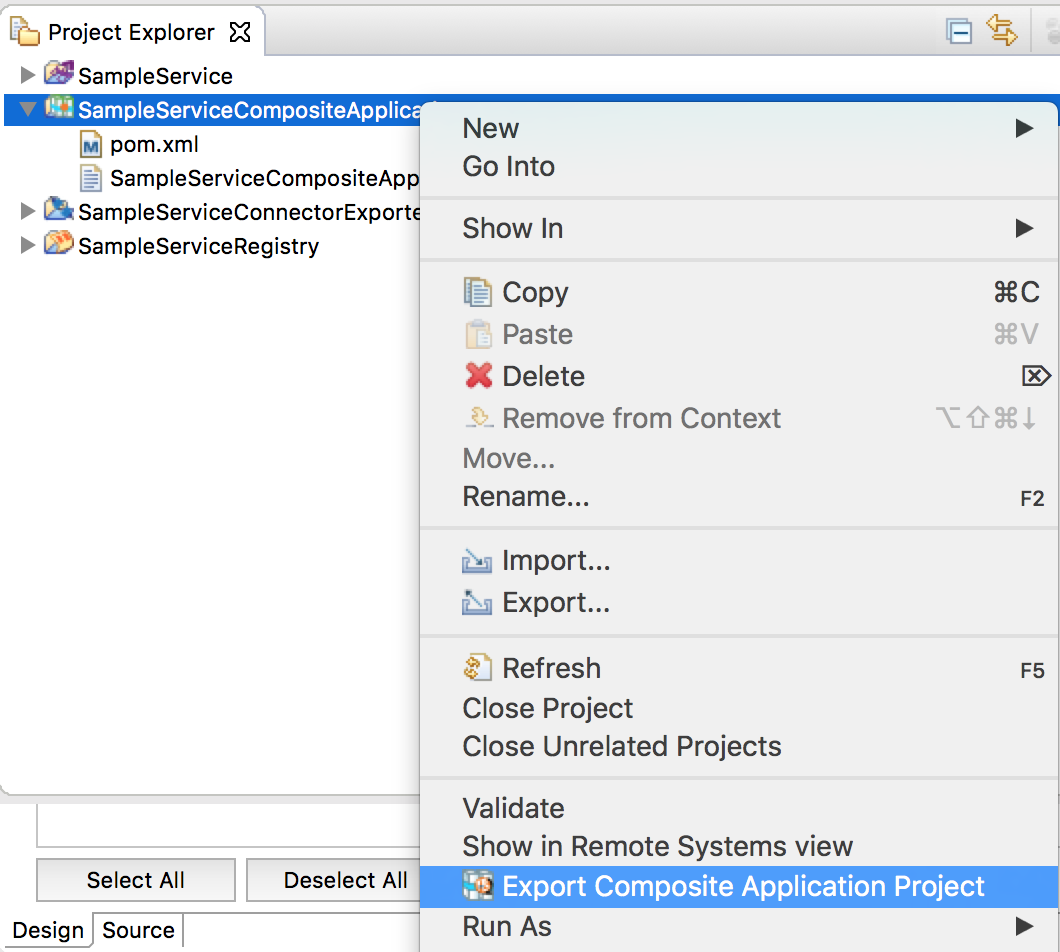 Project Explorer
SampleService
SampleServiceCompositeApplica
pom.xml
SampleServiceCompositeApp
SampleServiceConnectorExporte
SampleServiceRegistry
New
Go Into
Show In
Copy ⌘C
Paste ⌘V
Delete ⌦
Remove from Context ⌥⇧⌘↓
Move...
Rename... F2
Import...
Export...
Refresh F5
Close Project
Close Unrelated Projects
Validate
Show in Remote Systems view
Export Composite Application Project
Run As
Select All Deselect All
Design Source